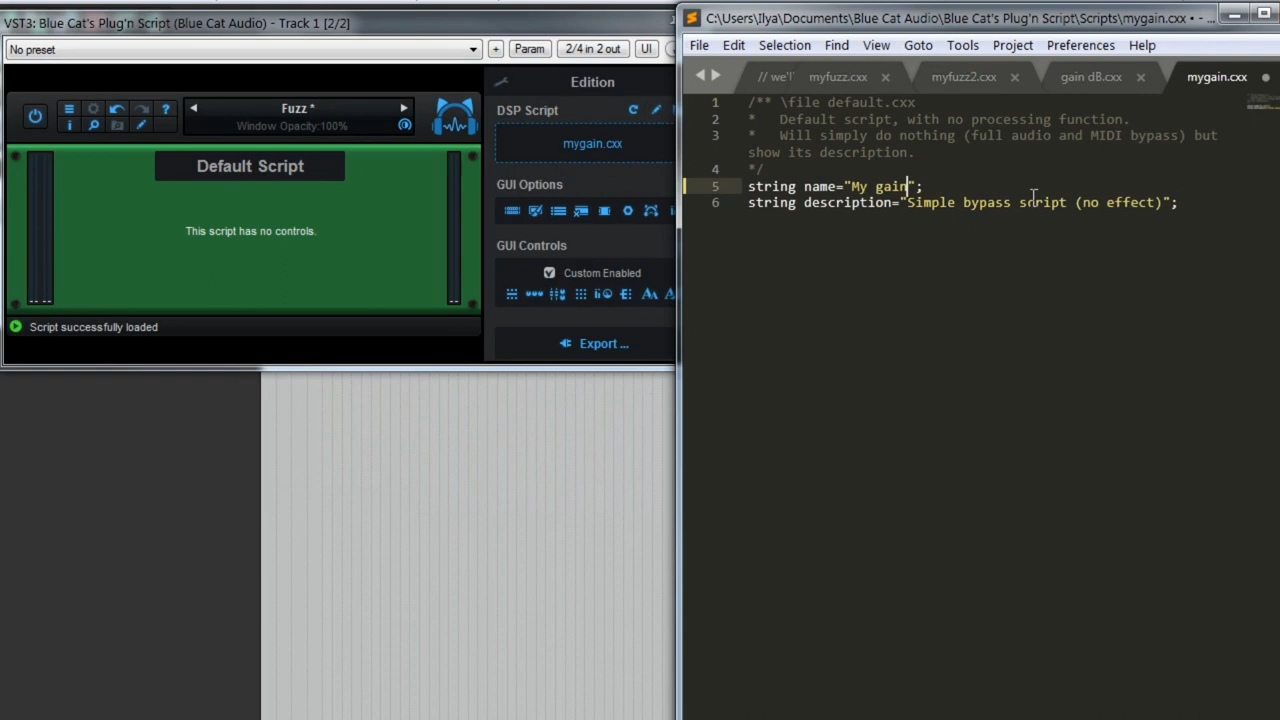 VST3: Blue Cat's Plug'n Script (Blue Cat Audio) - Track 1 [2/2]
No preset
+
Param
2/4 in 2 out
UI
Fuzz *
Window Opacity:100%
Default Script
This script has no controls.
-- --
--
Script successfully loaded
Edition
DSP Script
mygain.cxx
GUI Options
GUI Controls
Custom Enabled
Export ...
C:\Users\Ilya\Documents\Blue Cat Audio\Blue Cat's Plug'n Script\Scripts\mygain.cxx • - ...
File Edit Selection Find View Goto Tools Project Preferences Help
// we'l myfuzz.cxx myfuzz2.cxx gain dB.cxx mygain.cxx
1 /** \file default.cxx
2 *   Default script, with no processing function.
3 *   Will simply do nothing (full audio and MIDI bypass) but
show its description.
4 */
5 string name="My gain";
6 string description="Simple bypass script (no effect)";